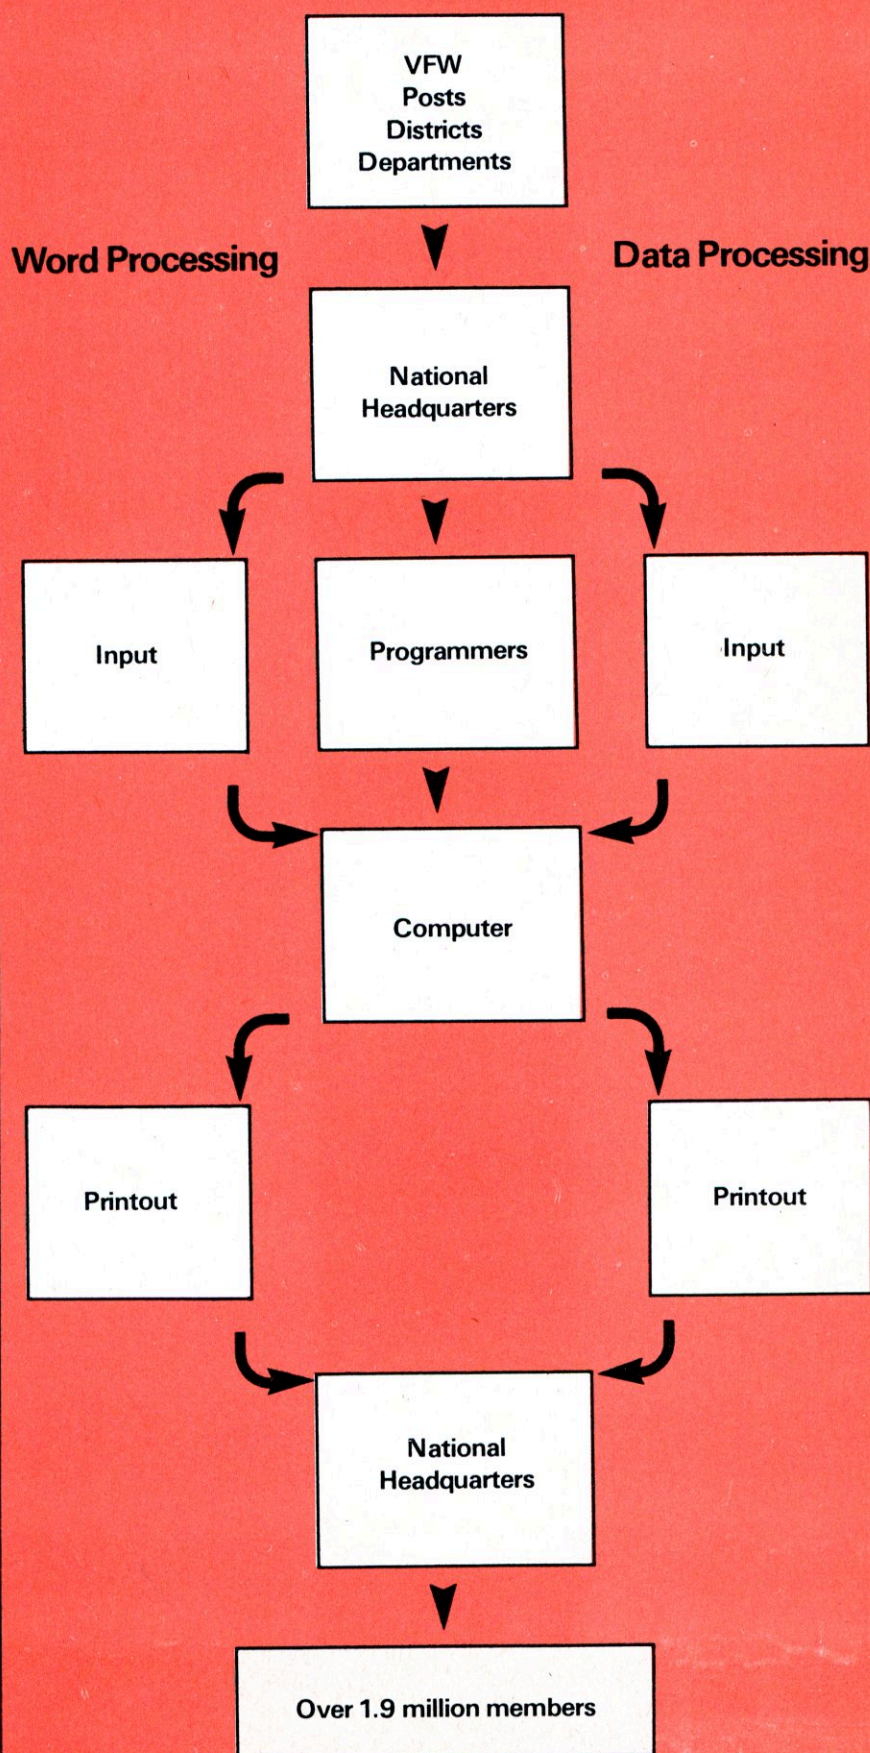 VFW
Posts
Districts
Departments
Word Processing
Data Processing
National
Headquarters
Input
Programmers
Input
Computer
Printout
Printout
National
Headquarters
Over 1.9 million members